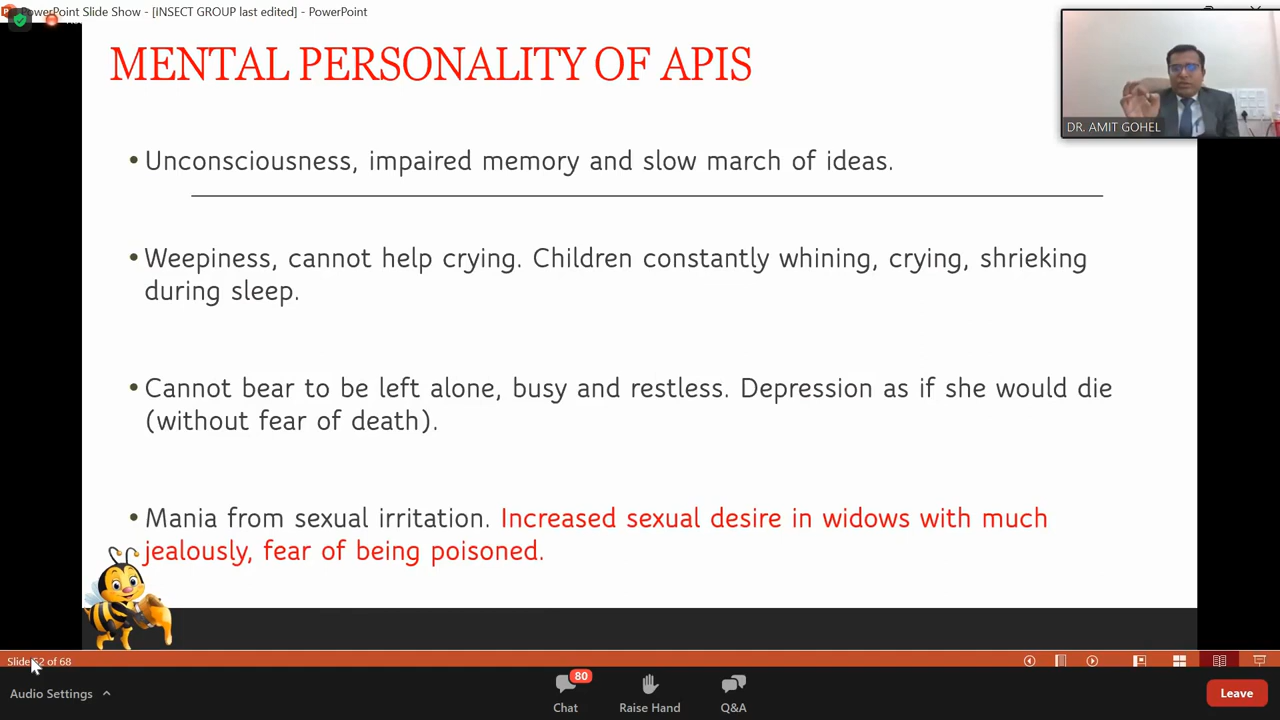 PowerPoint Slide Show - [INSECT GROUP last edited] - PowerPoint
MENTAL PERSONALITY OF APIS
DR. AMIT GOHEL
• Unconsciousness, impaired memory and slow march of ideas.
• Weepiness, cannot help crying. Children constantly whining, crying, shrieking
during sleep.
• Cannot bear to be left alone, busy and restless. Depression as if she would die
(without fear of death).
• Mania from sexual irritation. Increased sexual desire in widows with much
jealously, fear of being poisoned.
Slide 52 of 68
Audio Settings
80
Chat
Raise Hand
Q&A
Leave